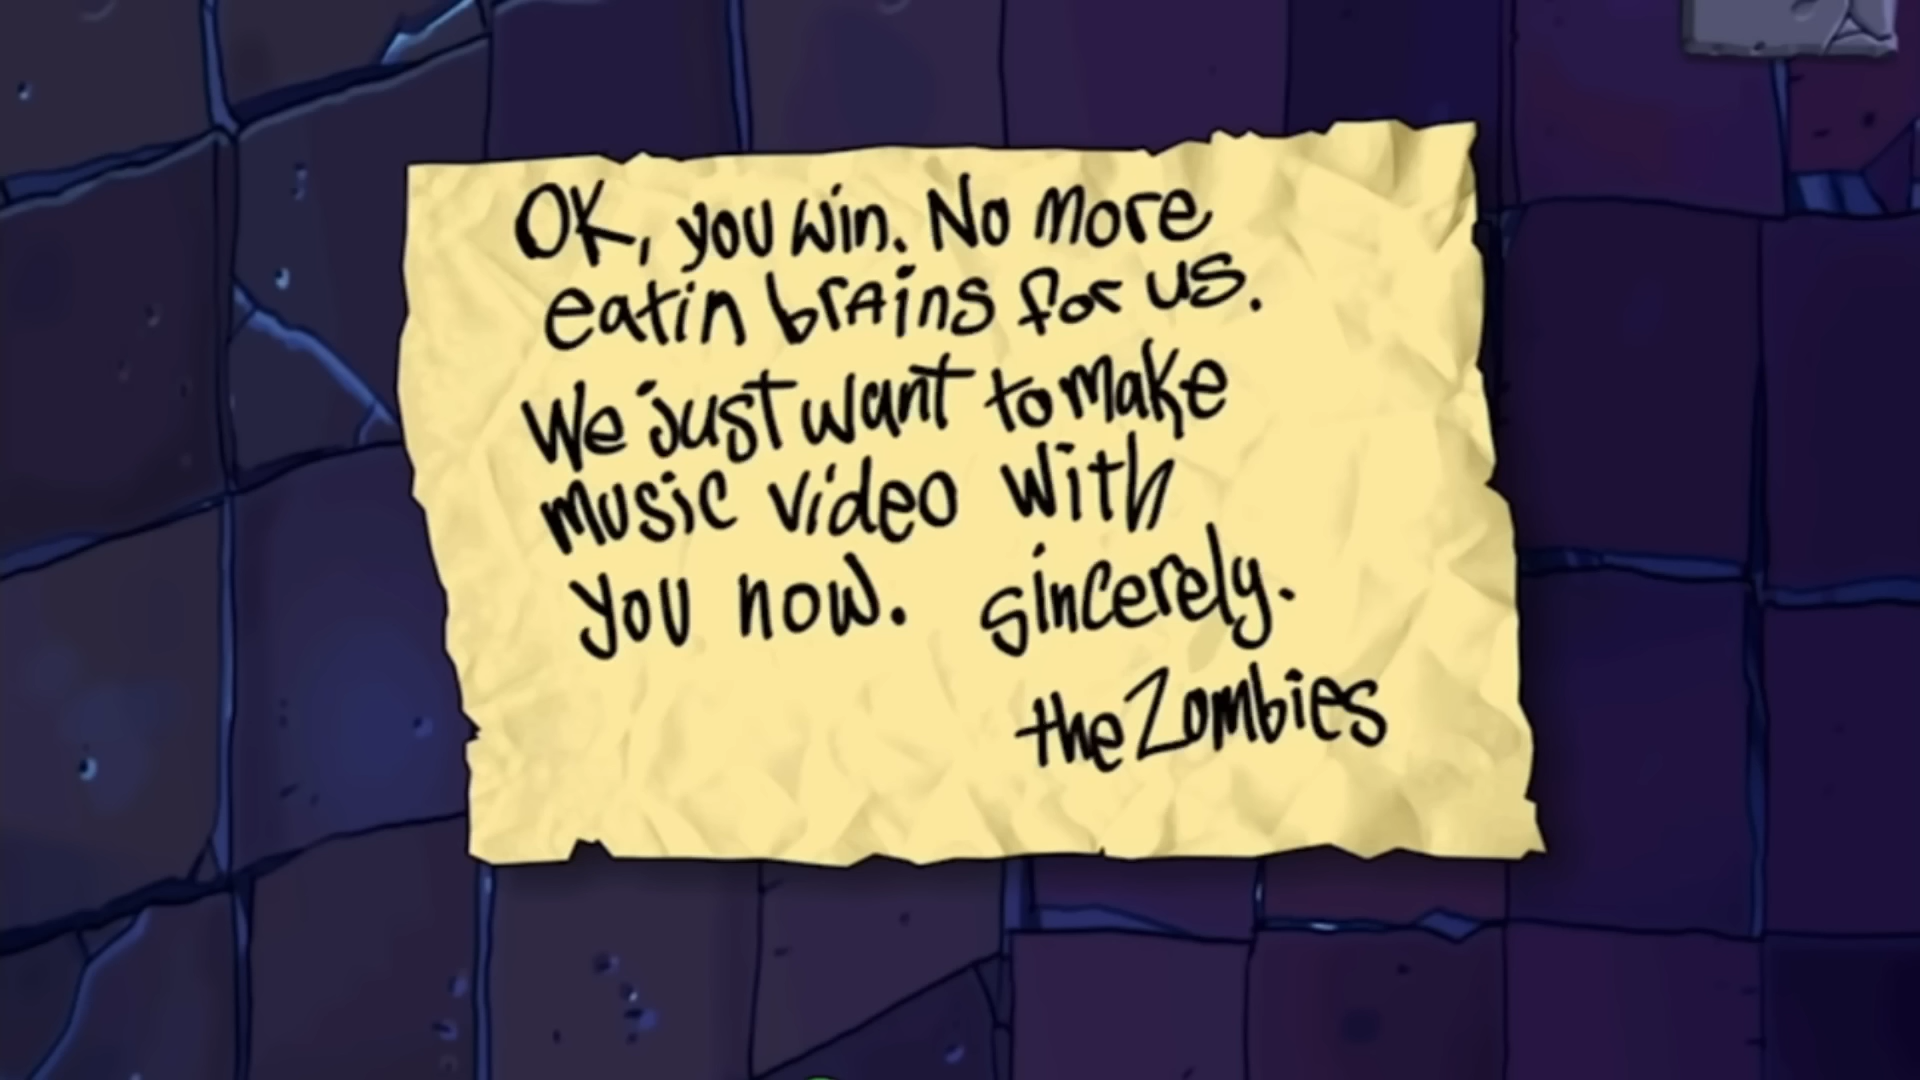 OK, you win. No more
eatin brains for us.
We just want to make
music video with
you now. sincerely.
the Zombies